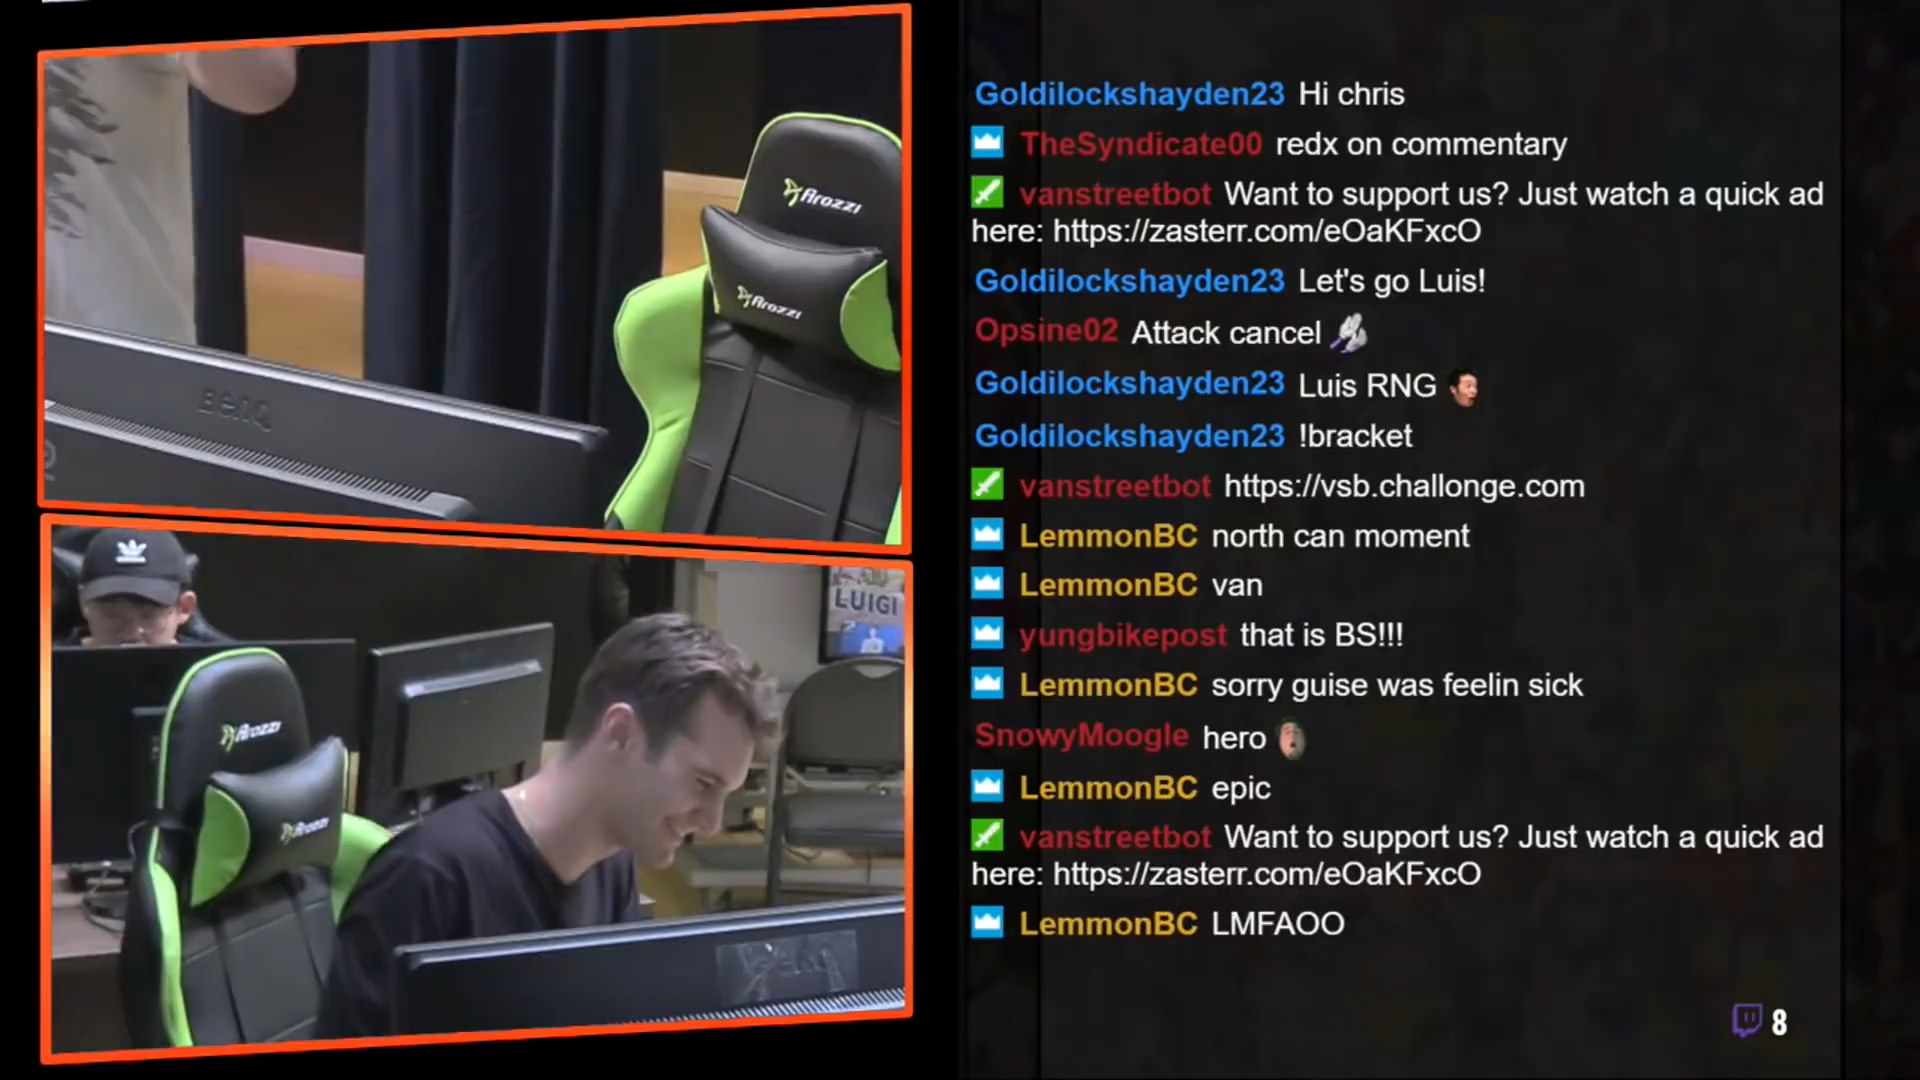 Arozzi
Arozzi
BenQ
LUIGI
Arozzi
Arozzi
Goldilockshayden23 Hi chris
TheSyndicate00 redx on commentary
vanstreetbot Want to support us? Just watch a quick ad
here: https://zasterr.com/eOaKFxcO
Goldilockshayden23 Let's go Luis!
Opsine02 Attack cancel
Goldilockshayden23 Luis RNG
Goldilockshayden23 !bracket
vanstreetbot https://vsb.challonge.com
LemmonBC north can moment
LemmonBC van
yungbikepost that is BS!!!
LemmonBC sorry guise was feelin sick
SnowyMoogle hero
LemmonBC epic
vanstreetbot Want to support us? Just watch a quick ad
here: https://zasterr.com/eOaKFxcO
LemmonBC LMFAOO
8